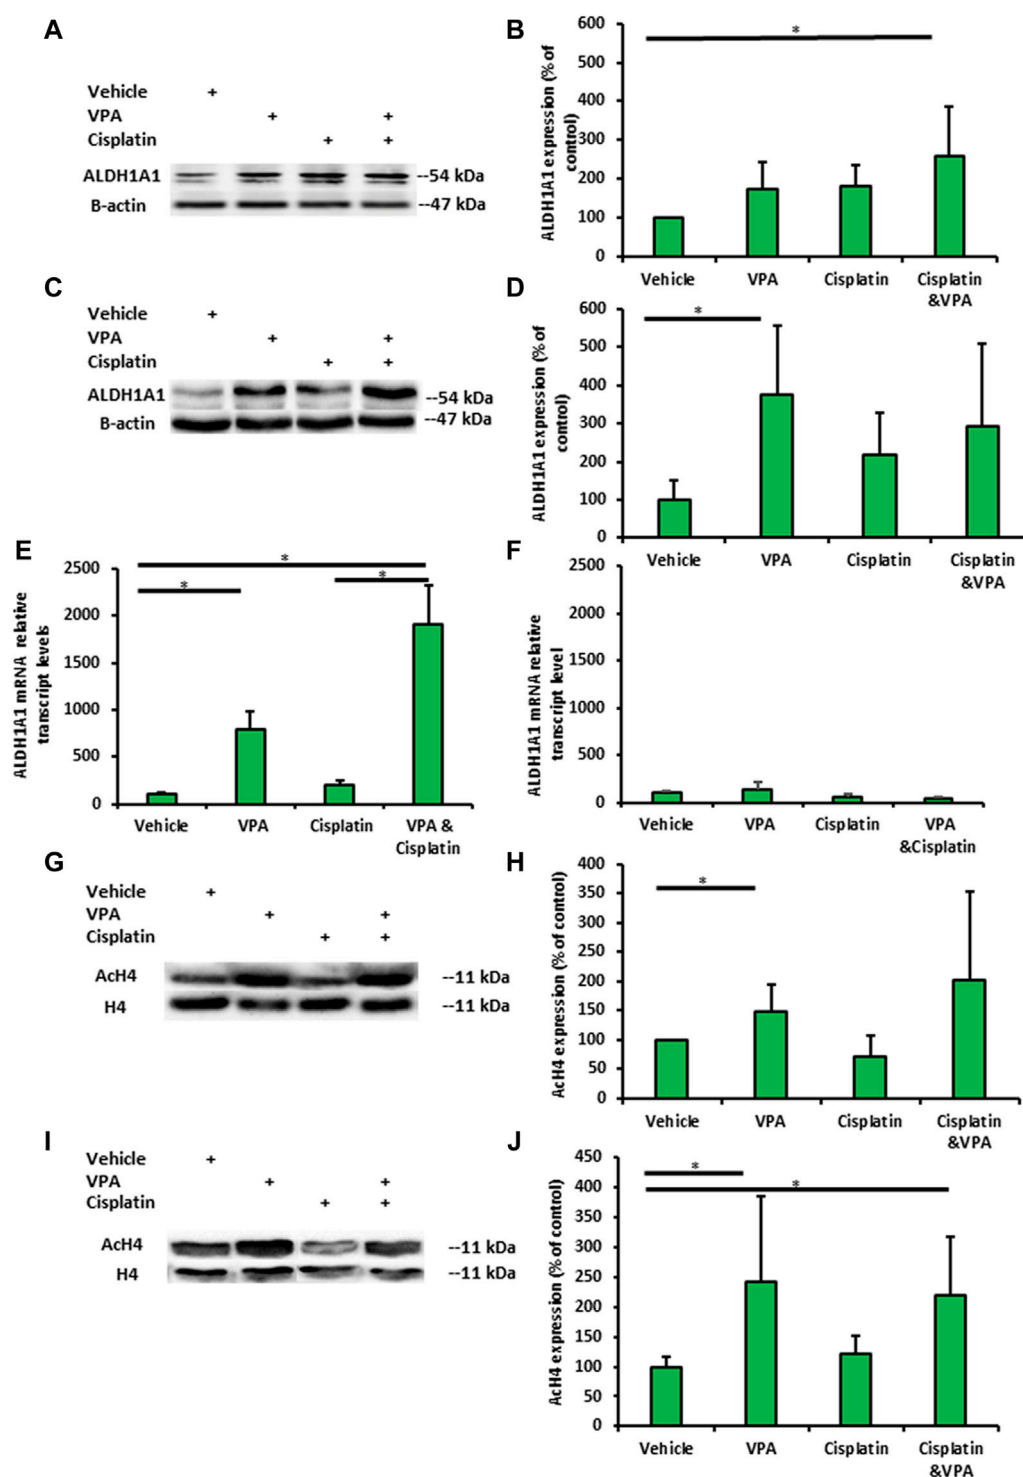 A
Vehicle +
VPA + +
Cisplatin + +
ALDH1A1 --54 kDa
B-actin --47 kDa
B
ALDH1A1 expression (% of
control)
600
500
400
300
200
100
0
*
Vehicle VPA Cisplatin Cisplatin
&VPA
C
Vehicle +
VPA + +
Cisplatin + +
ALDH1A1 --54 kDa
B-actin --47 kDa
D
ALDH1A1 expression (% of
control)
600
500
400
300
200
100
0
*
Vehicle VPA Cisplatin Cisplatin
&VPA
E
ALDH1A1 mRNA relative
transcript levels
2500
2000
1500
1000
500
0
*
*
*
Vehicle VPA Cisplatin VPA &
Cisplatin
F
ALDH1A1 mRNA relative
transcript level
2500
2000
1500
1000
500
0
Vehicle VPA Cisplatin VPA
&Cisplatin
G
Vehicle +
VPA + +
Cisplatin + +
AcH4 --11 kDa
H4 --11 kDa
H
AcH4 expression (% of control)
400
350
300
250
200
150
100
50
0
*
Vehicle VPA Cisplatin Cisplatin
&VPA
I
Vehicle +
VPA + +
Cisplatin + +
AcH4 --11 kDa
H4 --11 kDa
J
AcH4 expression (% of control)
450
400
350
300
250
200
150
100
50
0
*
*
Vehicle VPA Cisplatin Cisplatin
&VPA